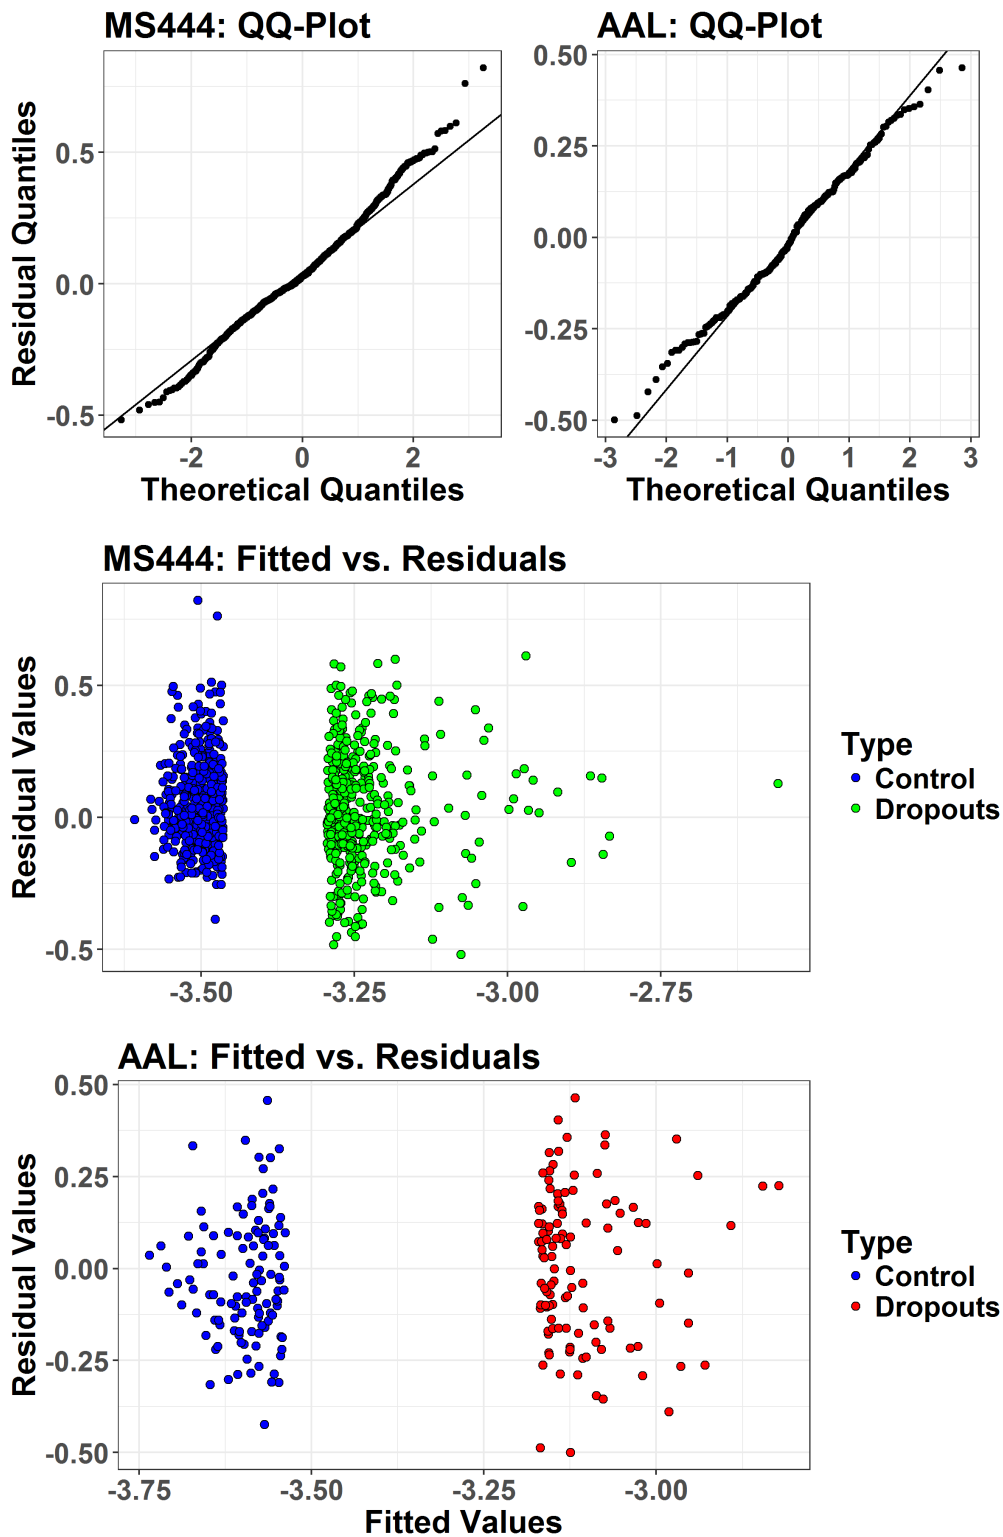 MS444: QQ-Plot
AAL: QQ-Plot
Residual Quantiles
0.5
0.0
-0.5
-2
0
2
Theoretical Quantiles
0.50
0.25
0.00
-0.25
-0.50
-3
-2
-1
0
1
2
3
Theoretical Quantiles
MS444: Fitted vs. Residuals
Residual Values
0.5
0.0
-0.5
-3.50
-3.25
-3.00
-2.75
Type
Control
Dropouts
AAL: Fitted vs. Residuals
Residual Values
0.50
0.25
0.00
-0.25
-0.50
-3.75
-3.50
-3.25
-3.00
Fitted Values
Type
Control
Dropouts